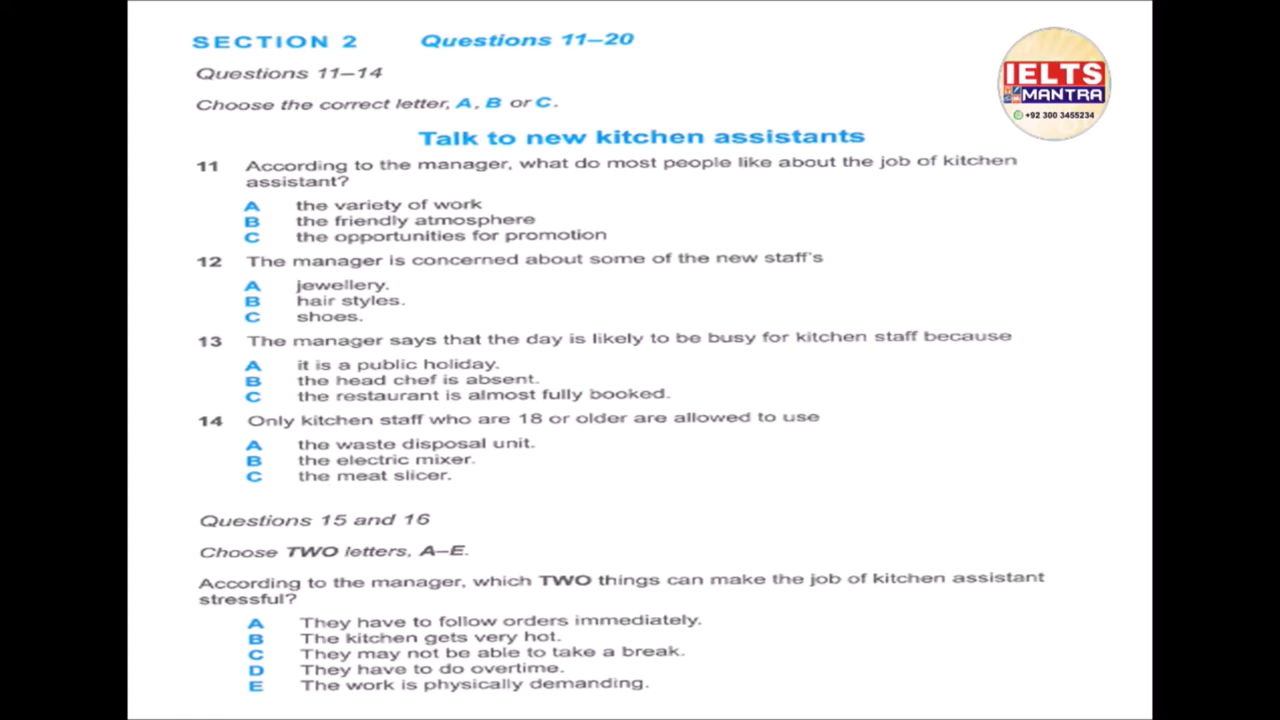 SECTION 2 Questions 11–20
IELTS
MANTRA
+92 300 3455234
Questions 11–14
Choose the correct letter, A, B or C.
Talk to new kitchen assistants
11 According to the manager, what do most people like about the job of kitchen
assistant?
A the variety of work
B the friendly atmosphere
C the opportunities for promotion
12 The manager is concerned about some of the new staff's
A jewellery.
B hair styles.
C shoes.
13 The manager says that the day is likely to be busy for kitchen staff because
A it is a public holiday.
B the head chef is absent.
C the restaurant is almost fully booked.
14 Only kitchen staff who are 18 or older are allowed to use
A the waste disposal unit.
B the electric mixer.
C the meat slicer.
Questions 15 and 16
Choose TWO letters, A–E.
According to the manager, which TWO things can make the job of kitchen assistant
stressful?
A They have to follow orders immediately.
B The kitchen gets very hot.
C They may not be able to take a break.
D They have to do overtime.
E The work is physically demanding.